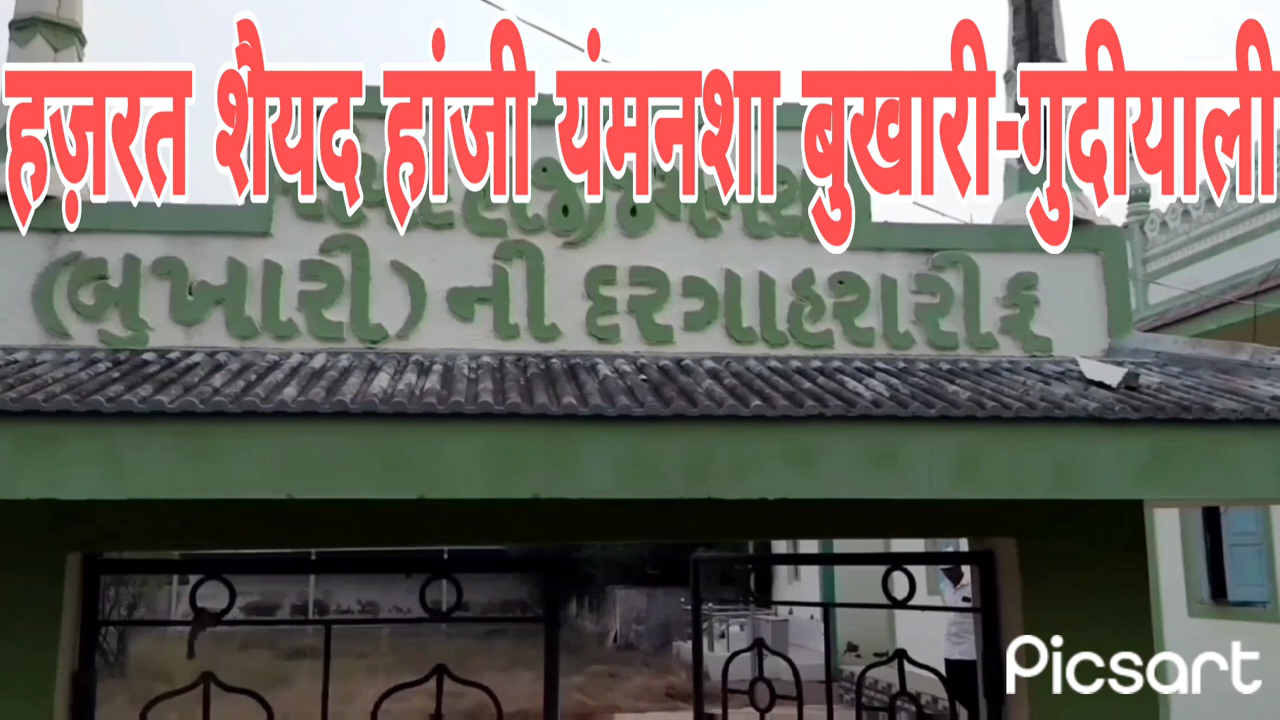 हज़रत शैयद हांजी यंमनशा बुखारी-गुदीयाली
(બુખારી) ની દરગાહશરીફ
Picsart